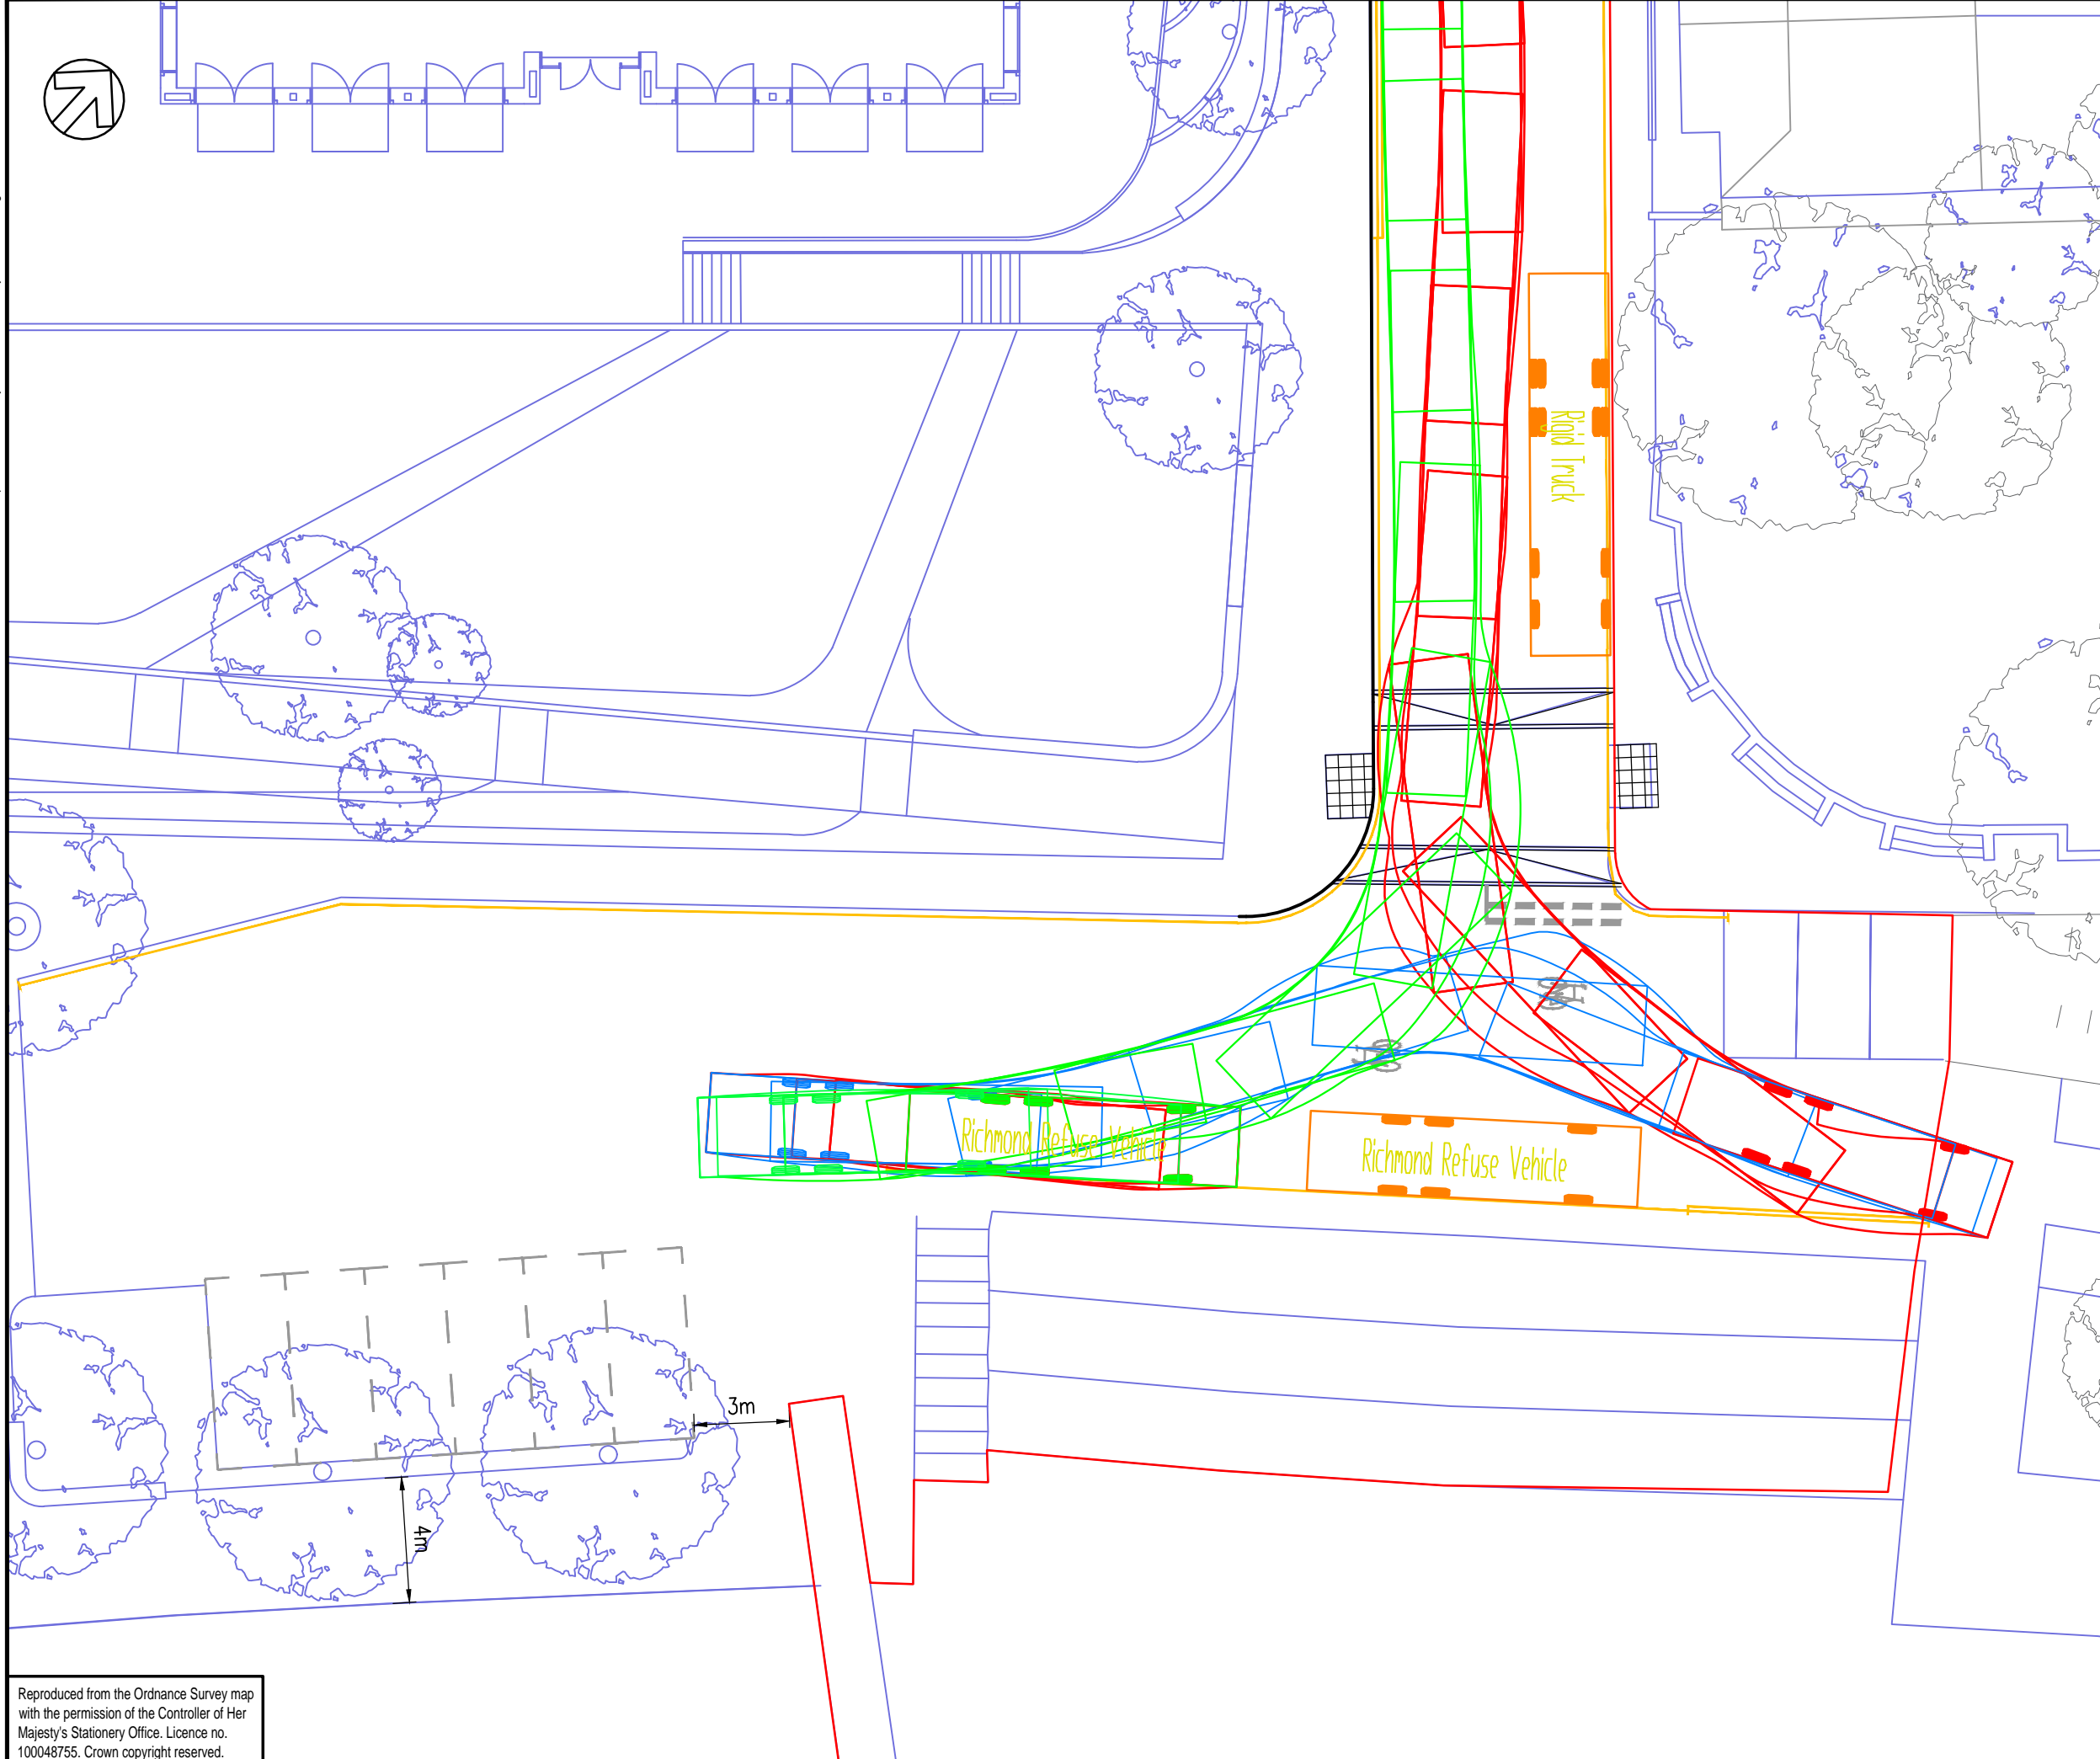 Rigid Truck
Richmond Refuse Vehicle
Richmond Refuse Vehicle
3m
4m
Reproduced from the Ordnance Survey map
with the permission of the Controller of Her
Majesty's Stationery Office. Licence no.
100048755. Crown copyright reserved.